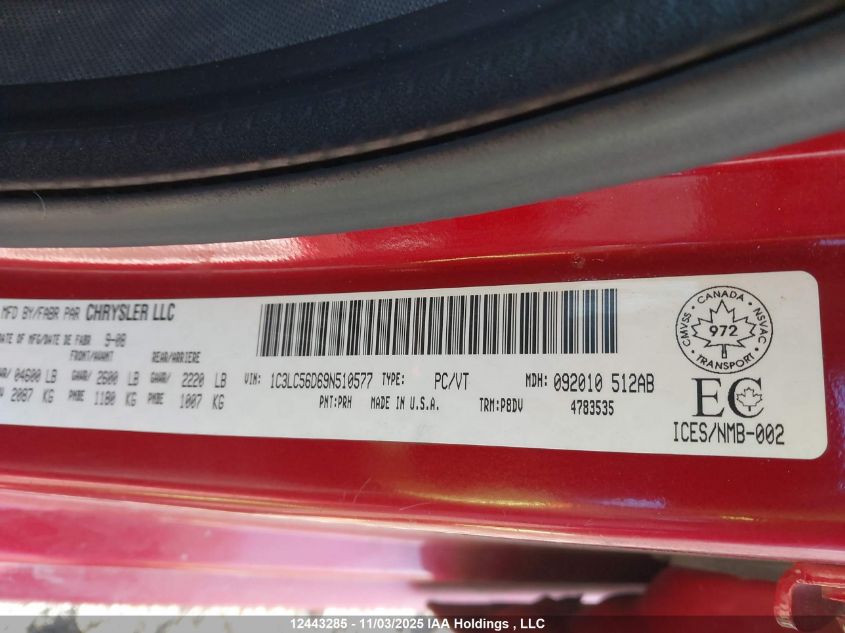 MFD BY/FABR PAR CHRYSLER LLC
DATE OF MFG/DATE DE FABR 9-08
FRONT/AVANT REAR/ARRIERE
04600 LB GAWR/ 2600 LB GAWR/ 2220 LB
2087 KG PNBE 1180 KG PNBE 1007 KG
VIN: 1C3LC56D69N510577 TYPE: PC/VT MDH: 092010 512AB
PNT:PRH MADE IN U.S.A. TRM:P8DV 4783535
CMVSS · CANADA · NSVAC
972
TRANSPORT
EC
ICES/NMB-002
12443285 - 11/03/2025 IAA Holdings , LLC